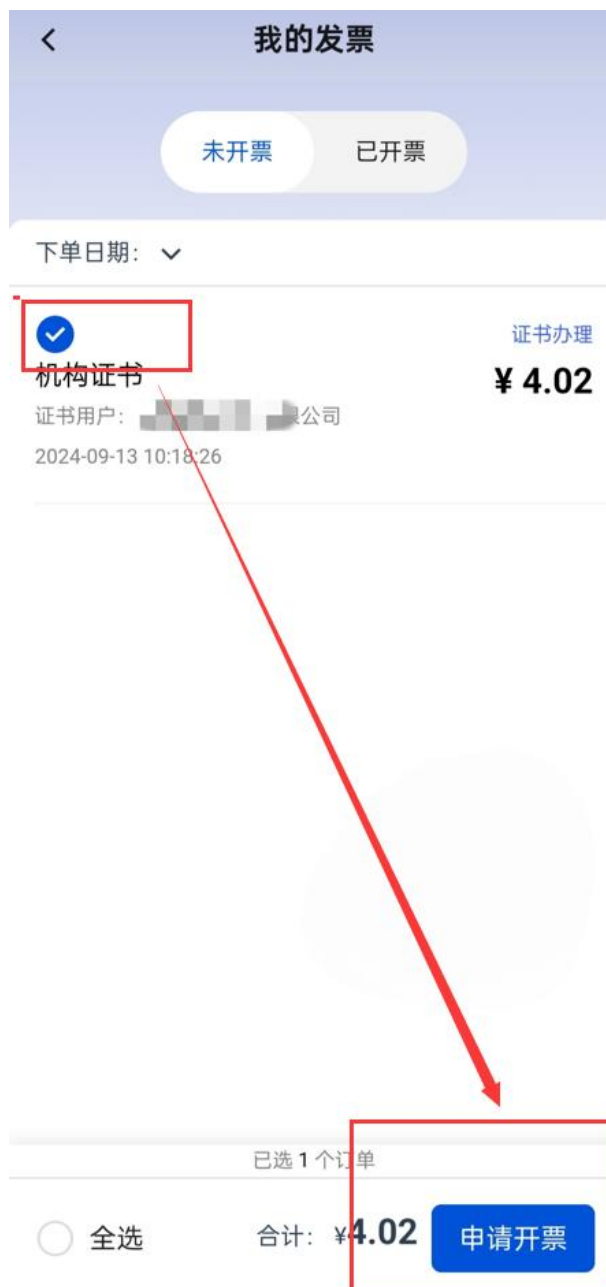 我的发票
未开票 已开票
下单日期：
证书办理
机构证书
¥ 4.02
证书用户： 公司
2024-09-13 10:18:26
已选 1 个订单
全选 合计： ¥4.02 申请开票